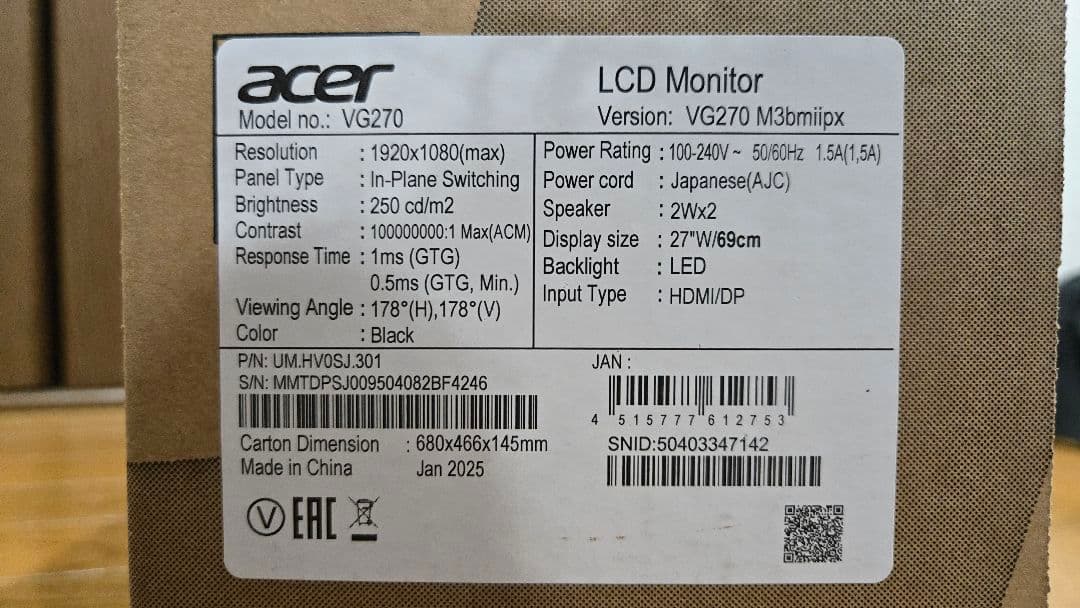 acer
LCD Monitor
Model no.: VG270
Version: VG270 M3bmiipx
Resolution : 1920x1080(max)
Panel Type : In-Plane Switching
Brightness : 250 cd/m2
Contrast : 100000000:1 Max(ACM)
Response Time : 1ms (GTG)
0.5ms (GTG, Min.)
Viewing Angle : 178°(H),178°(V)
Color : Black
Power Rating : 100-240V~ 50/60Hz 1.5A(1,5A)
Power cord : Japanese(AJC)
Speaker : 2Wx2
Display size : 27"W/69cm
Backlight : LED
Input Type : HDMI/DP
P/N: UM.HV0SJ.301
S/N: MMTDPSJ009504082BF4246
Carton Dimension : 680x466x145mm
Made in China Jan 2025
V EAC
JAN :
4 515777 612753
SNID:50403347142